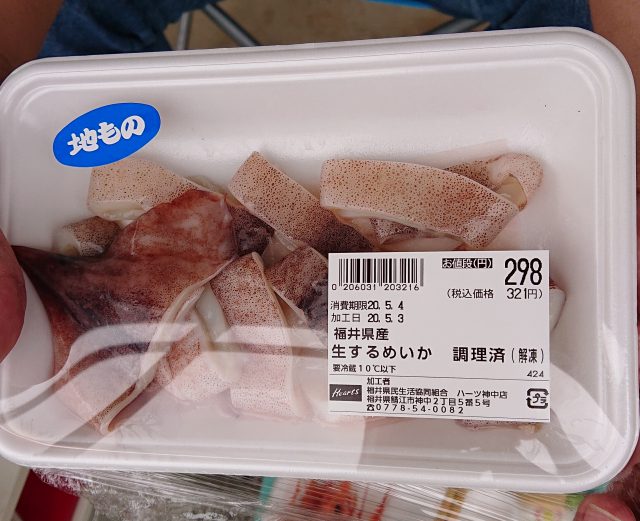 地もの
お値段(円) 298
(税込価格 321円)
0 206031 203216
消費期限20.5.4
加工日 20.5.3
福井県産
生するめいか 調理済(解凍)
要冷蔵10℃以下
424
Hearts
加工者
福井県民生活協同組合 ハーツ神中店
福井県鯖江市神中2丁目5番5号
☎0778-54-0082
プラ